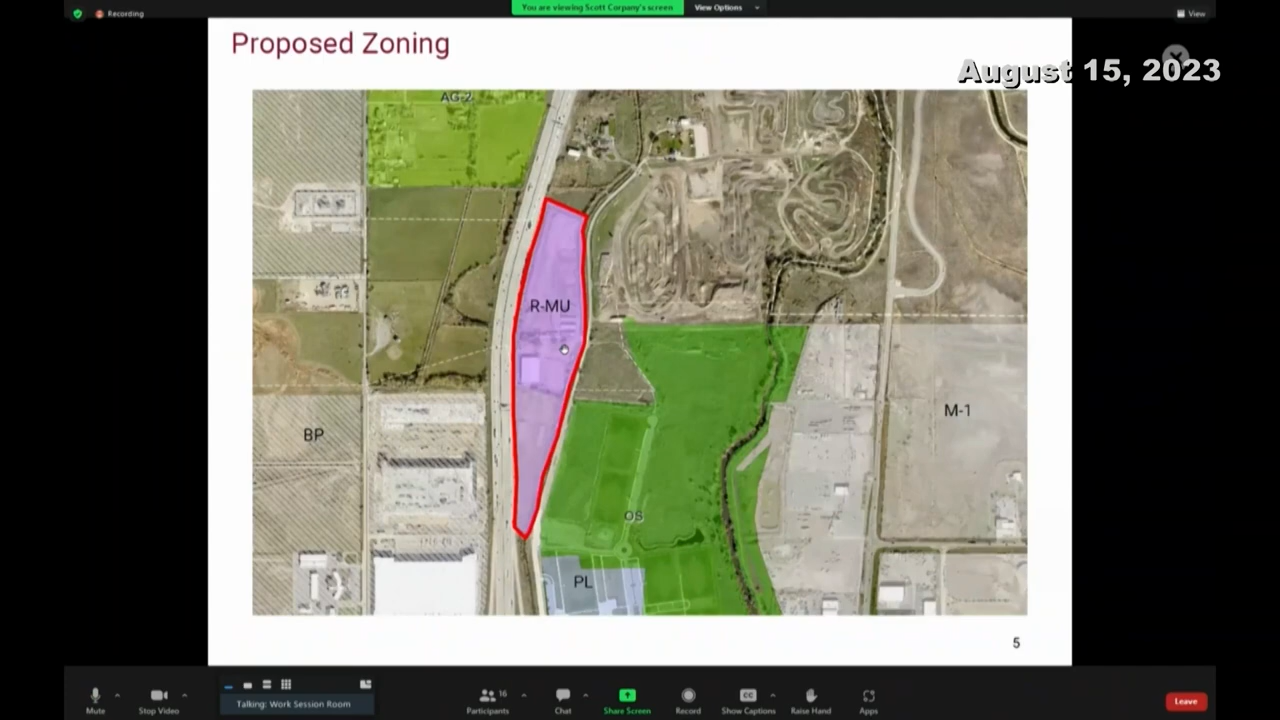 Recording
You are viewing Scott Corpany's screen
View Options
View
Proposed Zoning
August 15, 2023
AG-2
R-MU
BP
M-1
OS
PL
5
Mute
Stop Video
Talking: Work Session Room
Participants
16
Chat
Share Screen
Record
CC
Show Captions
Raise Hand
Apps
Leave